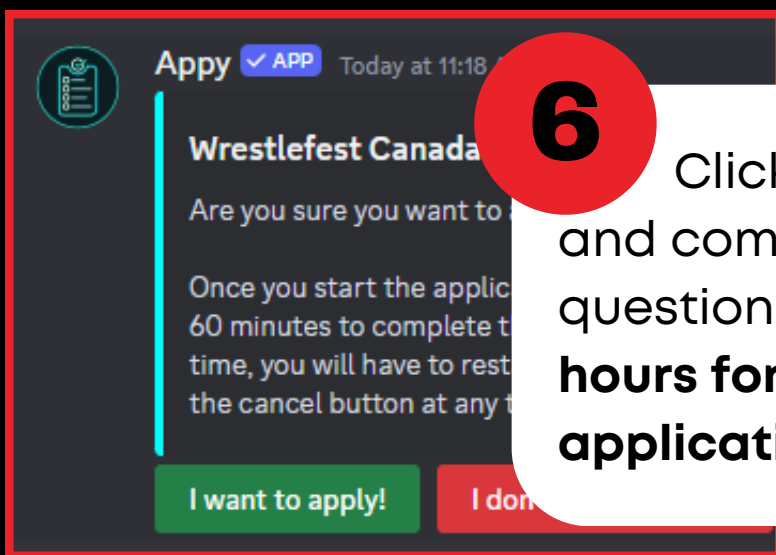 Appy ✓ APP Today at 11:18
Wrestlefest Canada
Are you sure you want to
Once you start the applic
60 minutes to complete t
time, you will have to rest
the cancel button at any t
I want to apply!
I don
6
Click
and com
question
hours for
applicati